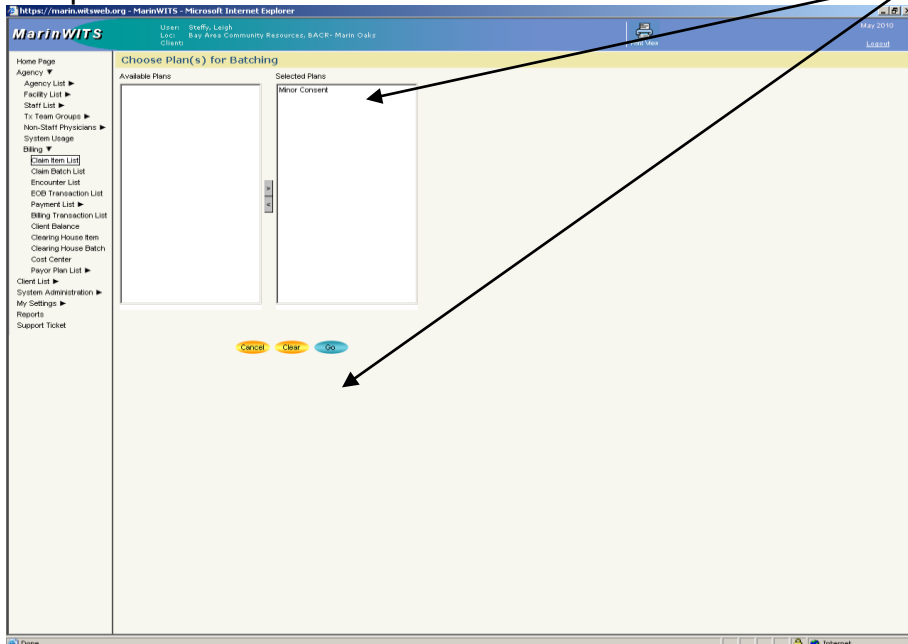 https://marin.witsweb.org - MarinWITS - Microsoft Internet Explorer
MarinWITS
User: Steffy, Leigh
Loc: Bay Area Community Resources, BACR- Marin Oaks
Client:
Print View
May 2010
Logout
Home Page
Agency ▼
Agency List ►
Facility List ►
Staff List ►
Tx Team Groups ►
Non-Staff Physicians ►
System Usage
Billing ▼
Claim Item List
Claim Batch List
Encounter List
EOB Transaction List
Payment List ►
Billing Transaction List
Client Balance
Clearing House Item
Clearing House Batch
Cost Center
Payor Plan List ►
Client List ►
System Administration ►
My Settings ►
Reports
Support Ticket
Choose Plan(s) for Batching
Available Plans
Selected Plans
Minor Consent
>
<
Cancel Clear Go
Done
Internet